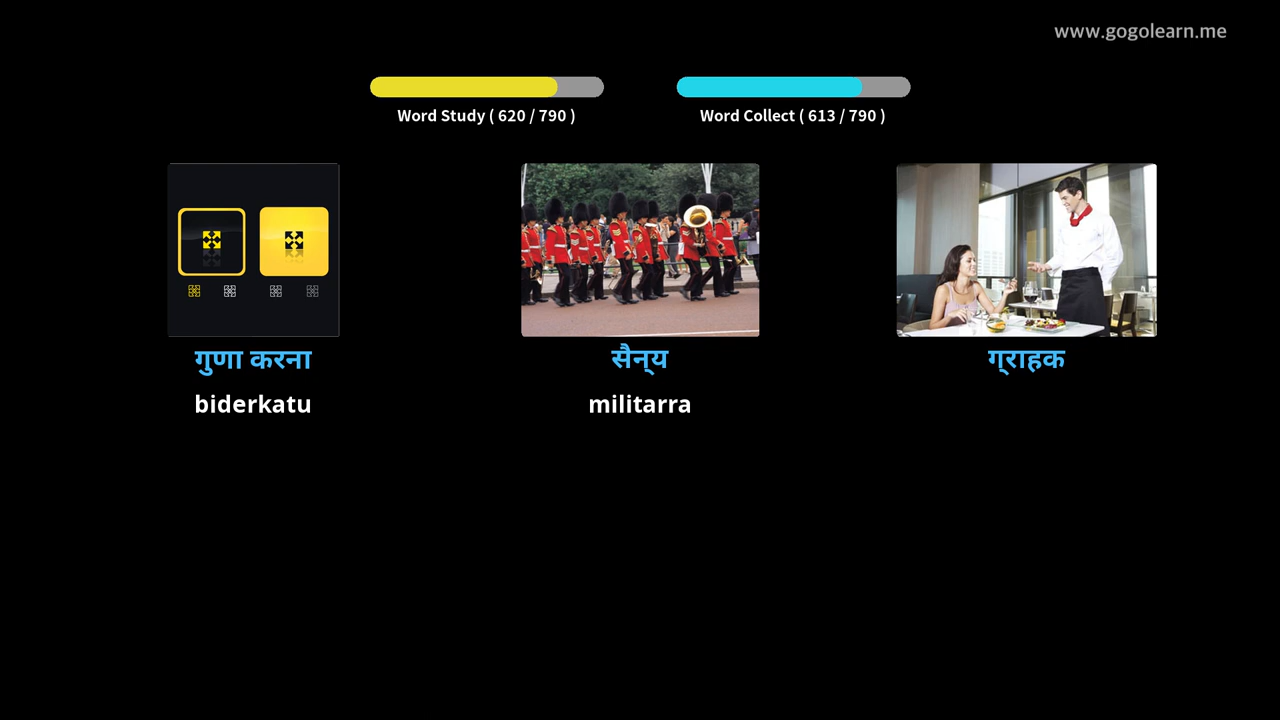 www.gogolearn.me
Word Study ( 620 / 790 )
Word Collect ( 613 / 790 )
गुणा करना
सैन्य
ग्राहक
biderkatu
militarra